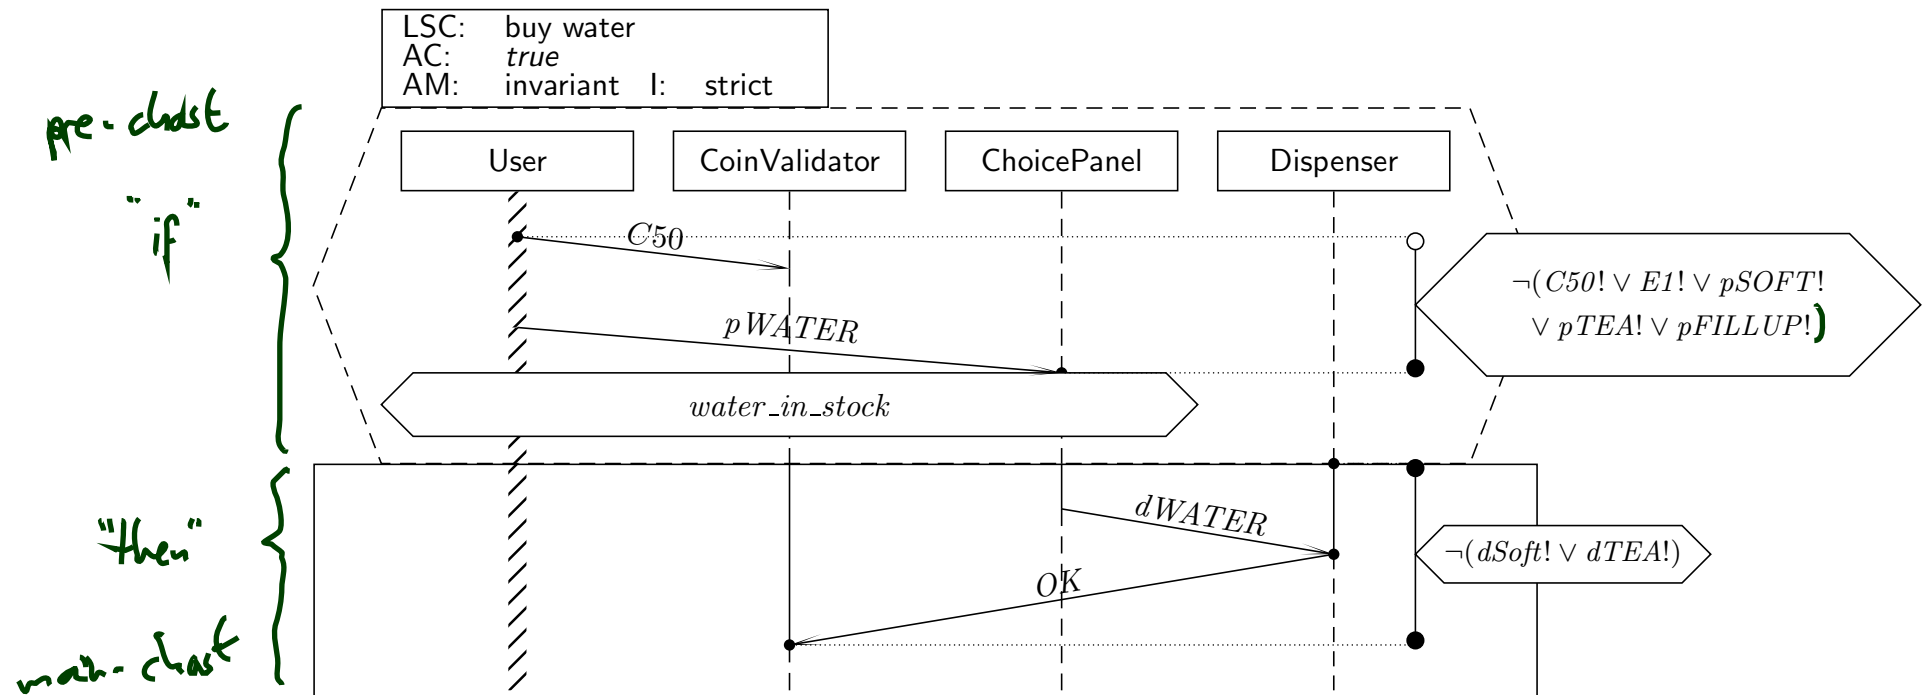 LSC: buy water
AC: true
AM: invariant I: strict
pre-chart
"if"
User
CoinValidator
ChoicePanel
Dispenser
C50
¬(C50! ∨ E1! ∨ pSOFT!
∨ pTEA! ∨ pFILLUP!)
pWATER
water_in_stock
dWATER
"then"
¬(dSoft! ∨ dTEA!)
OK
main-chart